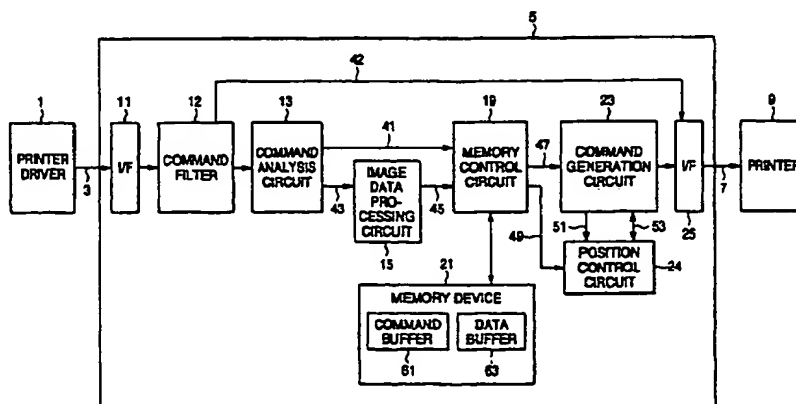 5
42
1
11
12
13
19
23
9
PRINTER
DRIVER
I/F
COMMAND
FILTER
COMMAND
ANALYSIS
CIRCUIT
41
MEMORY
CONTROL
CIRCUIT
47
COMMAND
GENERATION
CIRCUIT
I/F
PRINTER
3
43
IMAGE
DATA
PRO-
CESSING
CIRCUIT
45
49
51
53
25
7
15
21
POSITION
CONTROL
CIRCUIT
24
MEMORY DEVICE
COMMAND
BUFFER
DATA
BUFFER
61
63